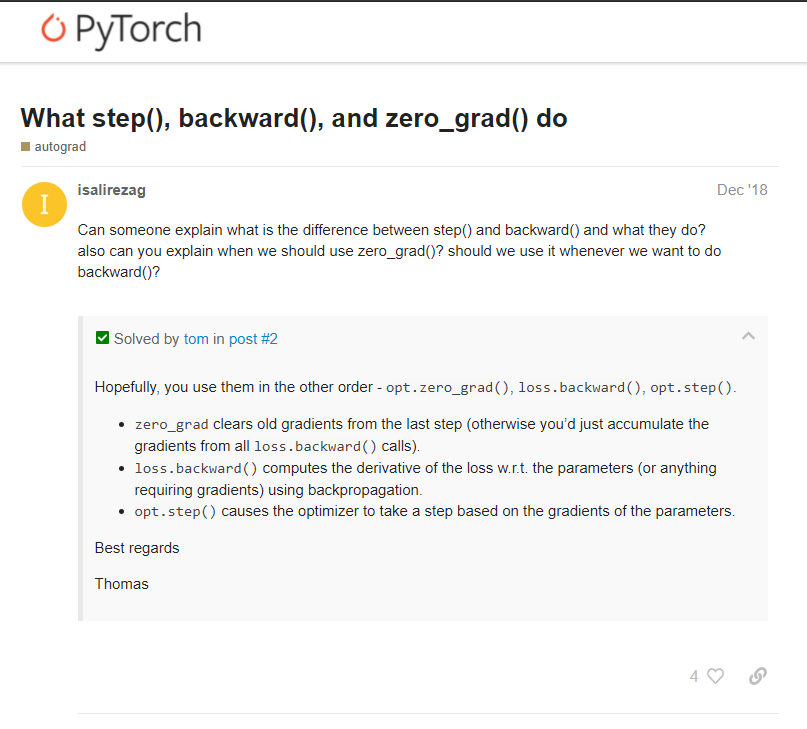 PyTorch
What step(), backward(), and zero_grad() do
autograd
I
isalirezag Dec '18
Can someone explain what is the difference between step() and backward() and what they do?
also can you explain when we should use zero_grad()? should we use it whenever we want to do
backward()?
Solved by tom in post #2
Hopefully, you use them in the other order - opt.zero_grad(), loss.backward(), opt.step().
• zero_grad clears old gradients from the last step (otherwise you’d just accumulate the
gradients from all loss.backward() calls).
• loss.backward() computes the derivative of the loss w.r.t. the parameters (or anything
requiring gradients) using backpropagation.
• opt.step() causes the optimizer to take a step based on the gradients of the parameters.
Best regards
Thomas
4